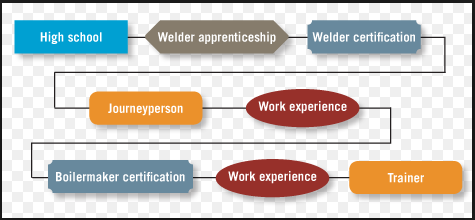 High school
Welder apprenticeship
Welder certification
Journeyperson
Work experience
Boilermaker certification
Work experience
Trainer